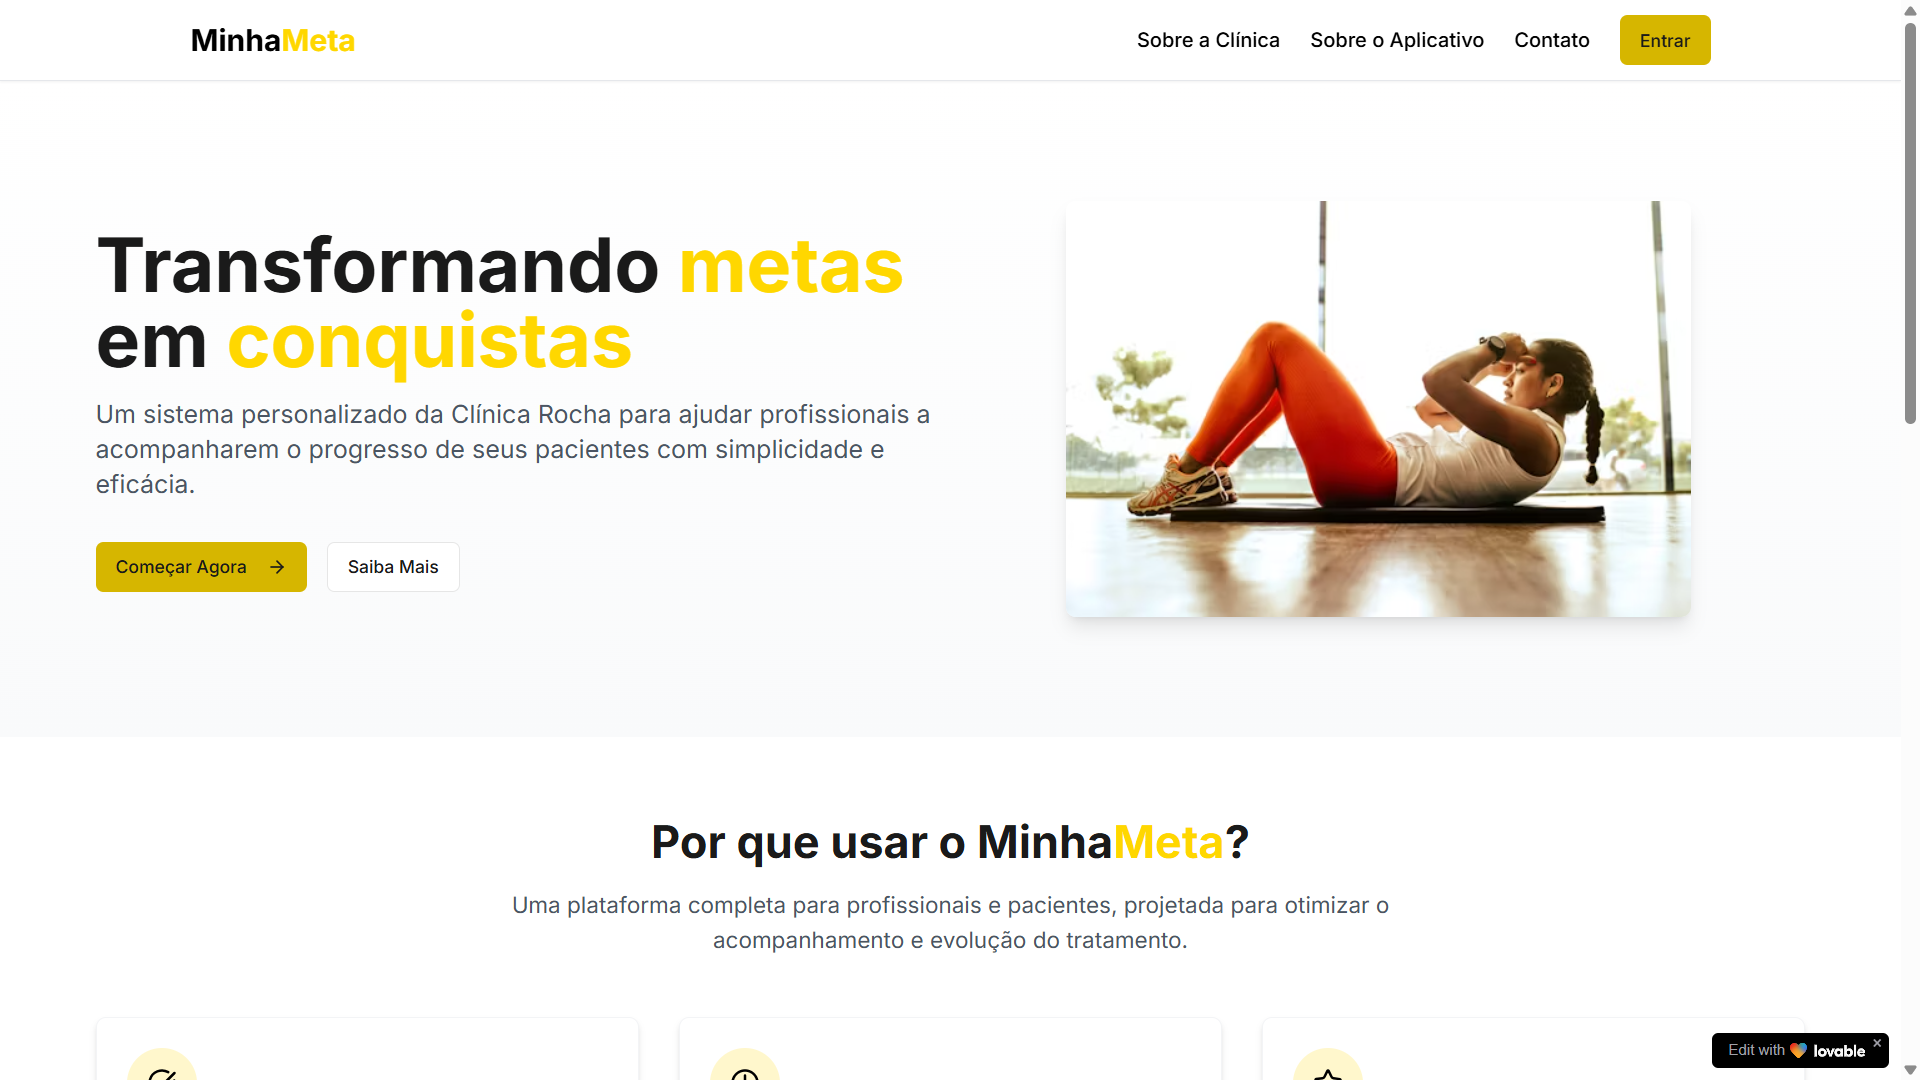 MinhaMeta
Sobre a Clínica
Sobre o Aplicativo
Contato
Entrar
Transformando metas
em conquistas
Um sistema personalizado da Clínica Rocha para ajudar profissionais a
acompanharem o progresso de seus pacientes com simplicidade e
eficácia.
Começar Agora →
Saiba Mais
Por que usar o MinhaMeta?
Uma plataforma completa para profissionais e pacientes, projetada para otimizar o
acompanhamento e evolução do tratamento.
Edit with lovable ×